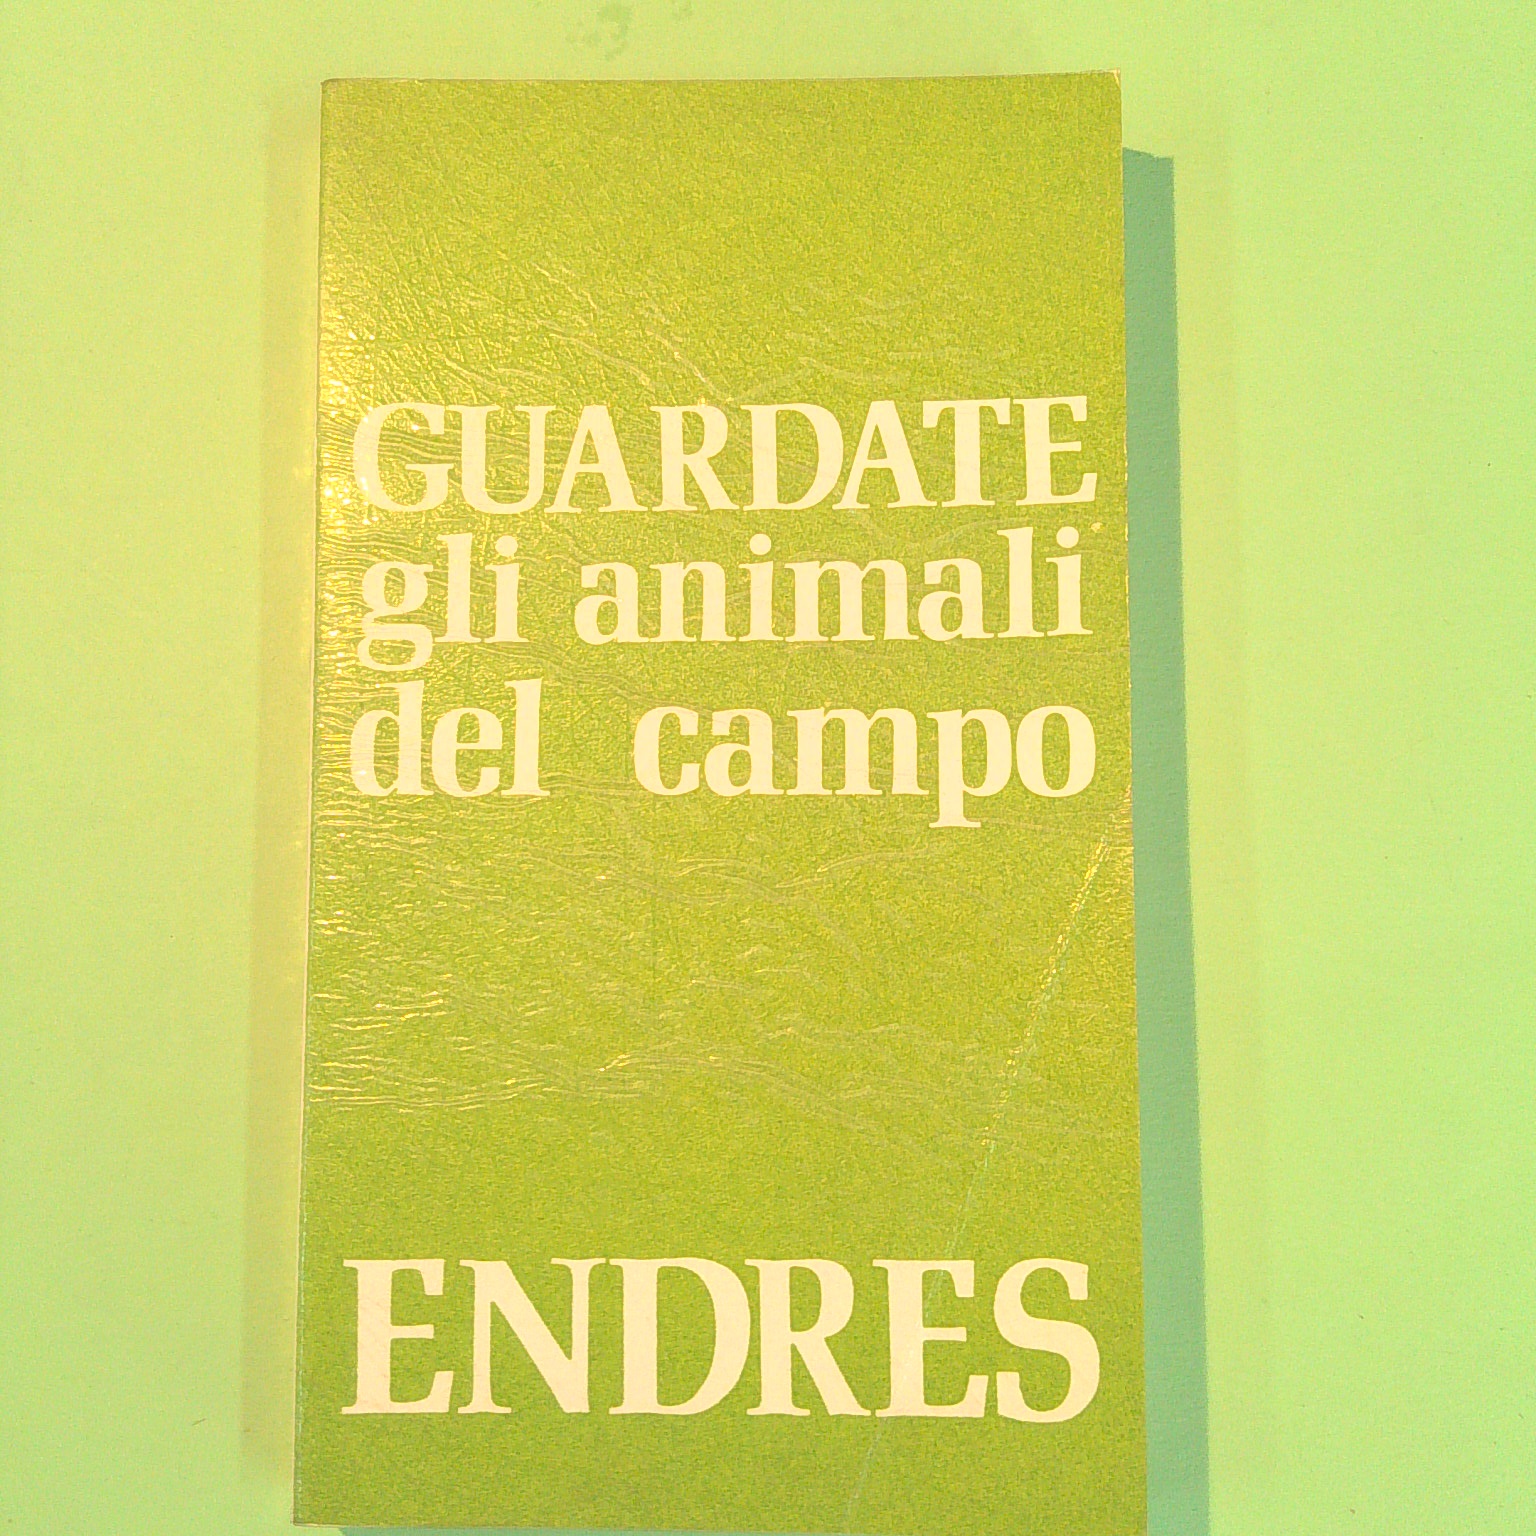 GUARDATE
gli animali
del campo
ENDRES